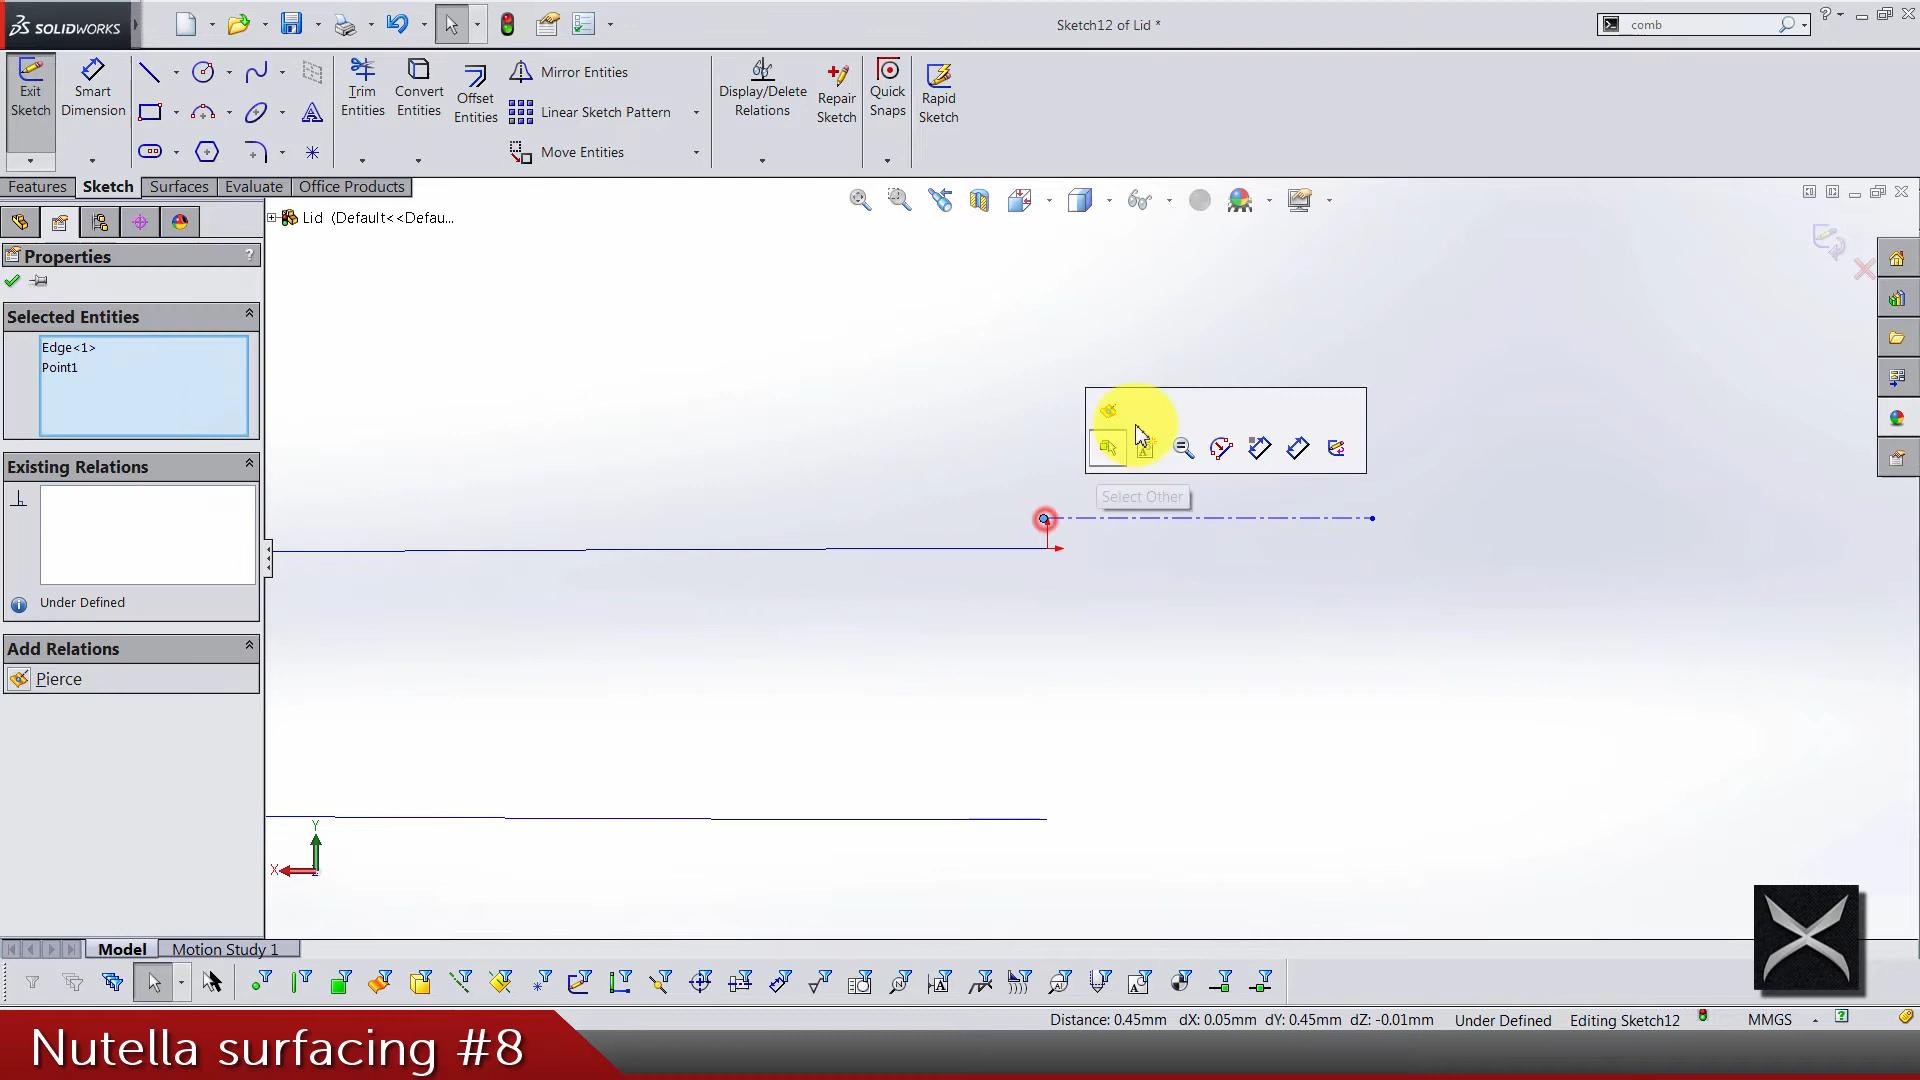 SOLIDWORKS
Sketch12 of Lid *
comb
Exit Sketch
Smart Dimension
Trim Entities
Convert Entities
Offset Entities
Mirror Entities
Linear Sketch Pattern
Move Entities
Display/Delete Relations
Repair Sketch
Quick Snaps
Rapid Sketch
Features
Sketch
Surfaces
Evaluate
Office Products
Lid (Default<<Defau...
Properties
?
Selected Entities
Edge<1>
Point1
Existing Relations
Under Defined
Add Relations
Pierce
Select Other
Y
X
Model
Motion Study 1
Distance: 0.45mm dX: 0.05mm dY: 0.45mm dZ: -0.01mm
Under Defined
Editing Sketch12
MMGS
Nutella surfacing #8